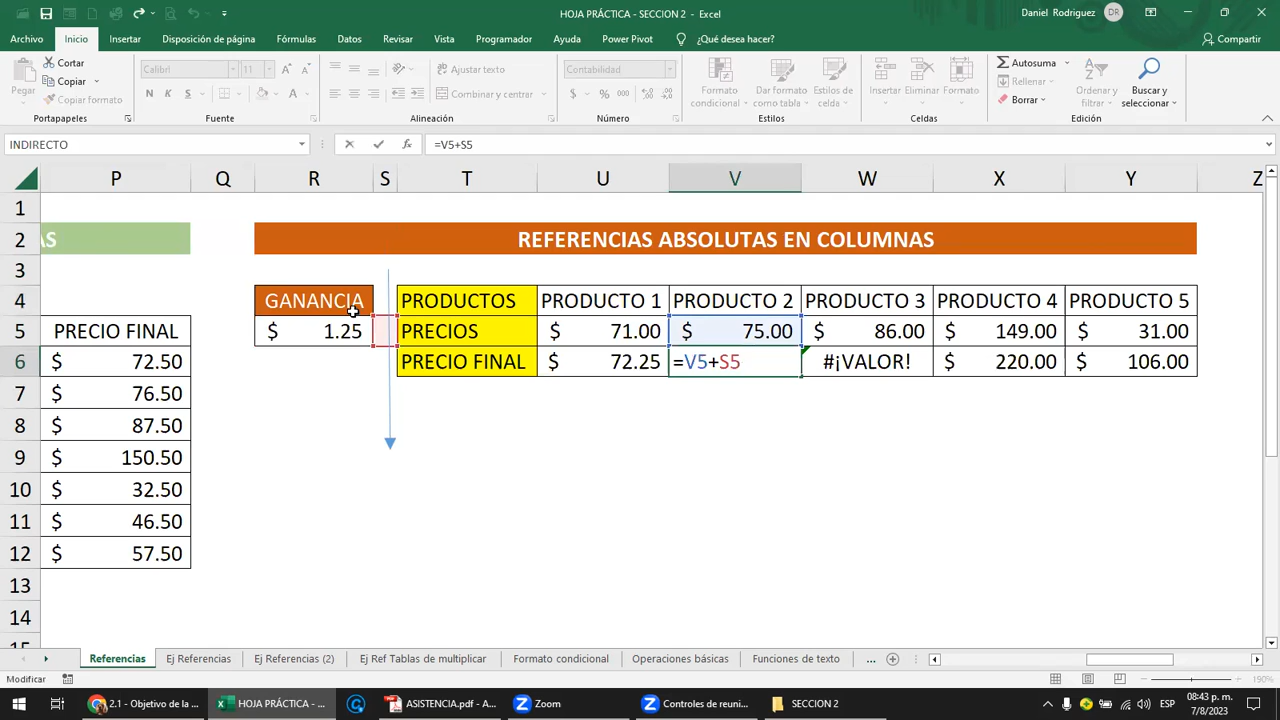 HOJA PRÁCTICA - SECCION 2 - Excel
Daniel Rodriguez
DR
Archivo Inicio Insertar Disposición de página Fórmulas Datos Revisar Vista Programador Ayuda Power Pivot ¿Qué desea hacer? Compartir
Pegar
Cortar
Copiar
Copiar formato
Portapapeles
Calibri 11
N K S
Fuente
Ajustar texto
Combinar y centrar
Alineación
Contabilidad
$ % 000
Número
Formato condicional
Dar formato como tabla
Estilos de celda
Estilos
Insertar Eliminar Formato
Celdas
Autosuma
Rellenar
Borrar
Ordenar y filtrar
Buscar y seleccionar
Edición
INDIRECTO fx =V5+S5
P Q R S T U V W X Y Z
1
2 AS REFERENCIAS ABSOLUTAS EN COLUMNAS
3
4 GANANCIA PRODUCTOS PRODUCTO 1 PRODUCTO 2 PRODUCTO 3 PRODUCTO 4 PRODUCTO 5
5 PRECIO FINAL $ 1.25 PRECIOS $ 71.00 $ 75.00 $ 86.00 $ 149.00 $ 31.00
6 $ 72.50 PRECIO FINAL $ 72.25 =V5+S5 #¡VALOR! $ 220.00 $ 106.00
7 $ 76.50
8 $ 87.50
9 $ 150.50
10 $ 32.50
11 $ 46.50
12 $ 57.50
13
14
15
Referencias Ej Referencias Ej Referencias (2) Ej Ref Tablas de multiplicar Formato condicional Operaciones básicas Funciones de texto ...
Modificar 190%
2.1 - Objetivo de la ... HOJA PRÁCTICA - ... ASISTENCIA.pdf - A... Zoom Controles de reuni... SECCION 2 ESP 08:43 p. m.
7/8/2023